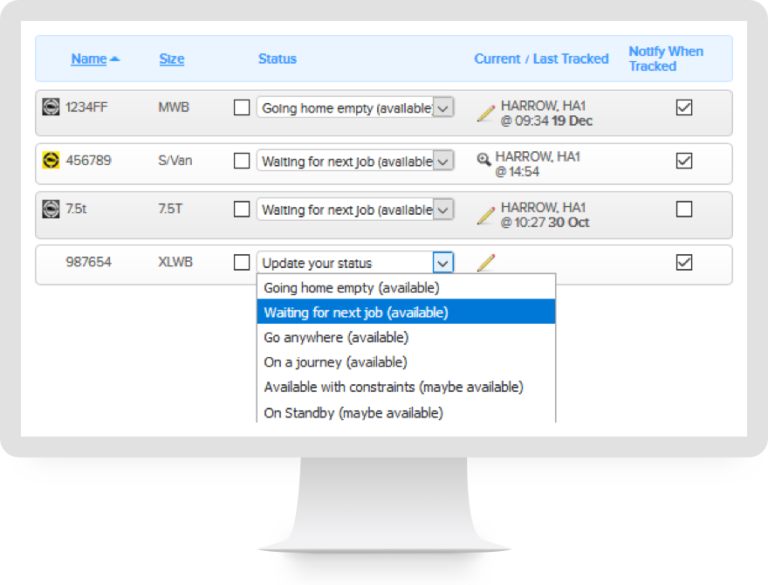 Name Size Status Current / Last Tracked Notify When
Tracked
1234FF MWB Going home empty (available HARROW, HA1
@ 09:34 19 Dec
456789 S/Van Waiting for next job (available HARROW, HA1
@ 14:54
7.5t 7.5T Waiting for next job (available HARROW, HA1
@ 10:27 30 Oct
987654 XLWB Update your status
Going home empty (available)
Waiting for next job (available)
Go anywhere (available)
On a journey (available)
Available with constraints (maybe available)
On Standby (maybe available)